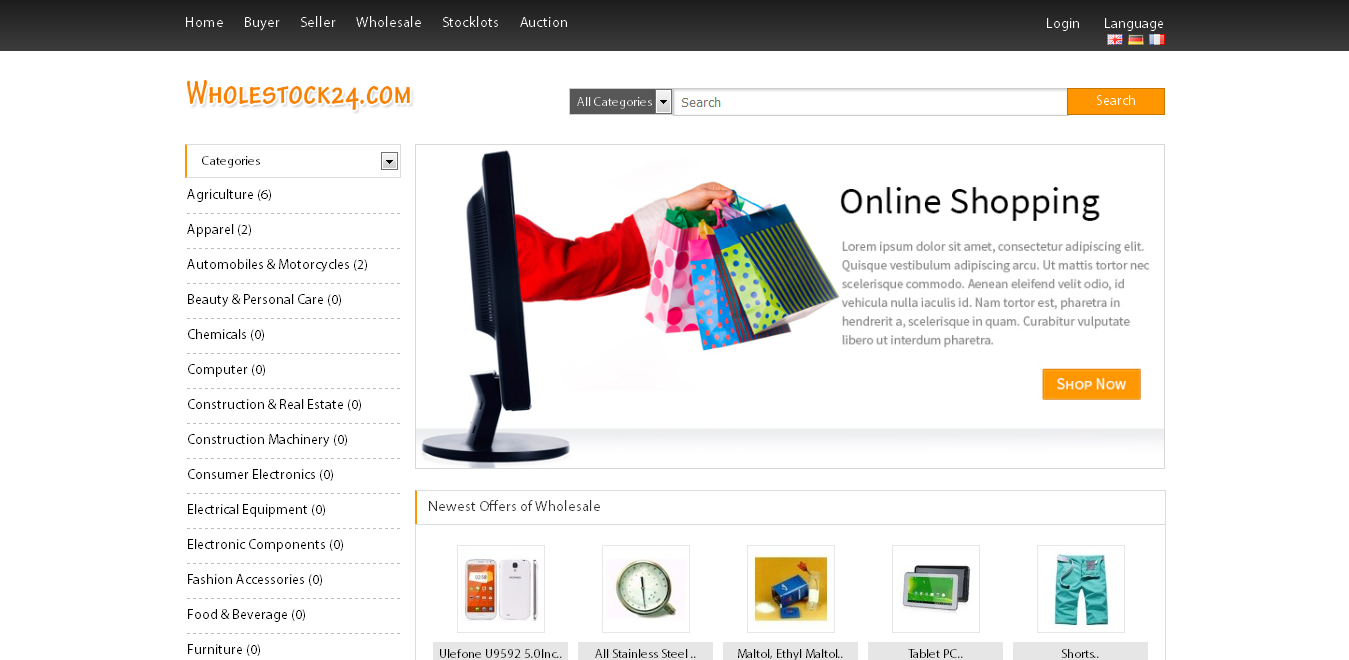 Home Buyer Seller Wholesale Stocklots Auction
Login Language
WHOLESTOCK24.COM
All Categories Search Search
Categories
Agriculture (6)
Apparel (2)
Automobiles & Motorcycles (2)
Beauty & Personal Care (0)
Chemicals (0)
Computer (0)
Construction & Real Estate (0)
Construction Machinery (0)
Consumer Electronics (0)
Electrical Equipment (0)
Electronic Components (0)
Fashion Accessories (0)
Food & Beverage (0)
Furniture (0)
Online Shopping
Lorem ipsum dolor sit amet, consectetur adipiscing elit.
Quisque vestibulum adipiscing arcu. Ut mattis tortor nec
scelerisque commodo. Aenean eleifend velit odio, id
vehicula nulla iaculis id. Nam tortor est, pharetra in
hendrerit a, scelerisque in quam. Curabitur vulputate
libero ut interdum pharetra.
SHOP NOW
Newest Offers of Wholesale
Ulefone U9592 5.0Inc.. All Stainless Steel .. Maltol, Ethyl Maltol.. Tablet PC.. Shorts..